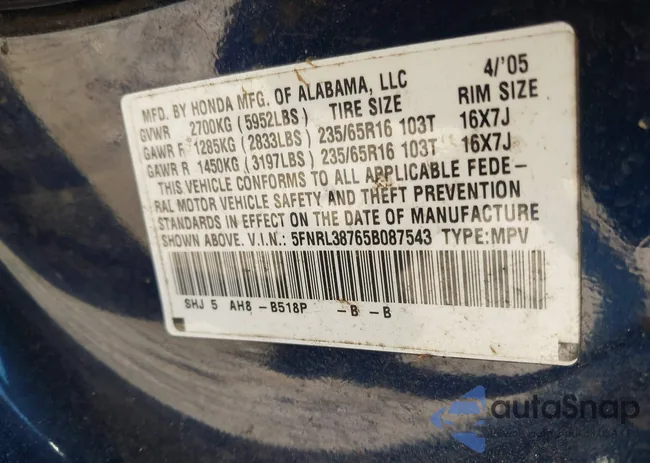 MFD. BY HONDA MFG. OF ALABAMA, LLC 4/'05
GVWR 2700KG (5952LBS) TIRE SIZE RIM SIZE
GAWR F 1285KG (2833LBS) 235/65R16 103T 16X7J
GAWR R 1450KG (3197LBS) 235/65R16 103T 16X7J
THIS VEHICLE CONFORMS TO ALL APPLICABLE FEDE-
RAL MOTOR VEHICLE SAFETY AND THEFT PREVENTION
STANDARDS IN EFFECT ON THE DATE OF MANUFACTURE
SHOWN ABOVE. V.I.N.: 5FNRL38765B087543 TYPE:MPV
SHJ 5 AH8 - B518P - B - B
autoSnap